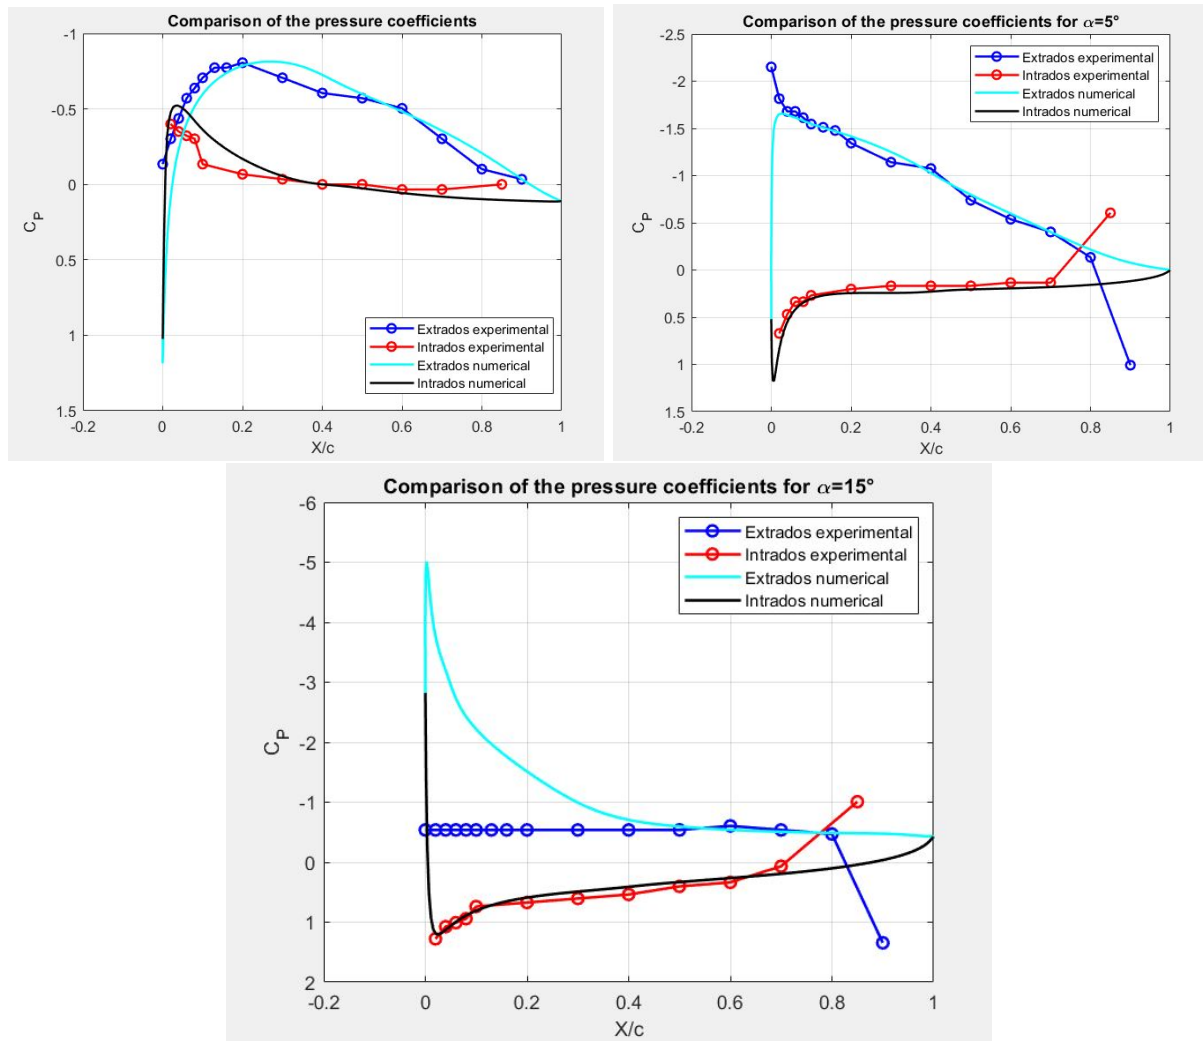 Comparison of the pressure coefficients
-1
-0.5
0
0.5
1
1.5
C_P
-0.2
0
0.2
0.4
0.6
0.8
1
X/c
Extrados experimental
Intrados experimental
Extrados numerical
Intrados numerical
Comparison of the pressure coefficients for α=5°
-2.5
-2
-1.5
-1
-0.5
0
0.5
1
1.5
C_P
-0.2
0
0.2
0.4
0.6
0.8
1
X/c
Extrados experimental
Intrados experimental
Extrados numerical
Intrados numerical
Comparison of the pressure coefficients for α=15°
-6
-5
-4
-3
-2
-1
0
1
2
C_P
-0.2
0
0.2
0.4
0.6
0.8
1
X/c
Extrados experimental
Intrados experimental
Extrados numerical
Intrados numerical